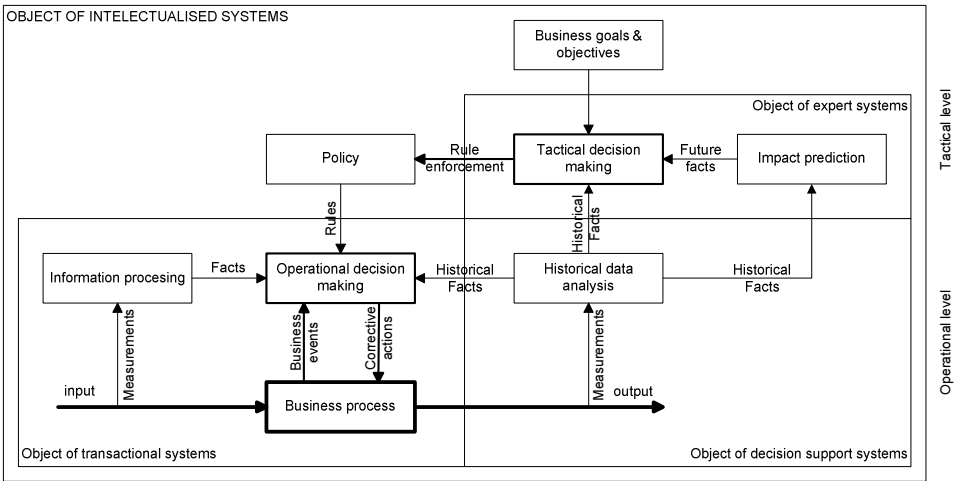 OBJECT OF INTELECTUALISED SYSTEMS
Business goals &
objectives
Object of expert systems
Tactical level
Policy
Rule
enforcement
Tactical decision
making
Future
facts
Impact prediction
Rules
Historical
Facts
Information procesing
Facts
Operational decision
making
Historical
Facts
Historical data
analysis
Historical
Facts
Operational level
Measurements
Business
events
Corrective
actions
Measurements
input
Business process
output
Object of transactional systems
Object of decision support systems